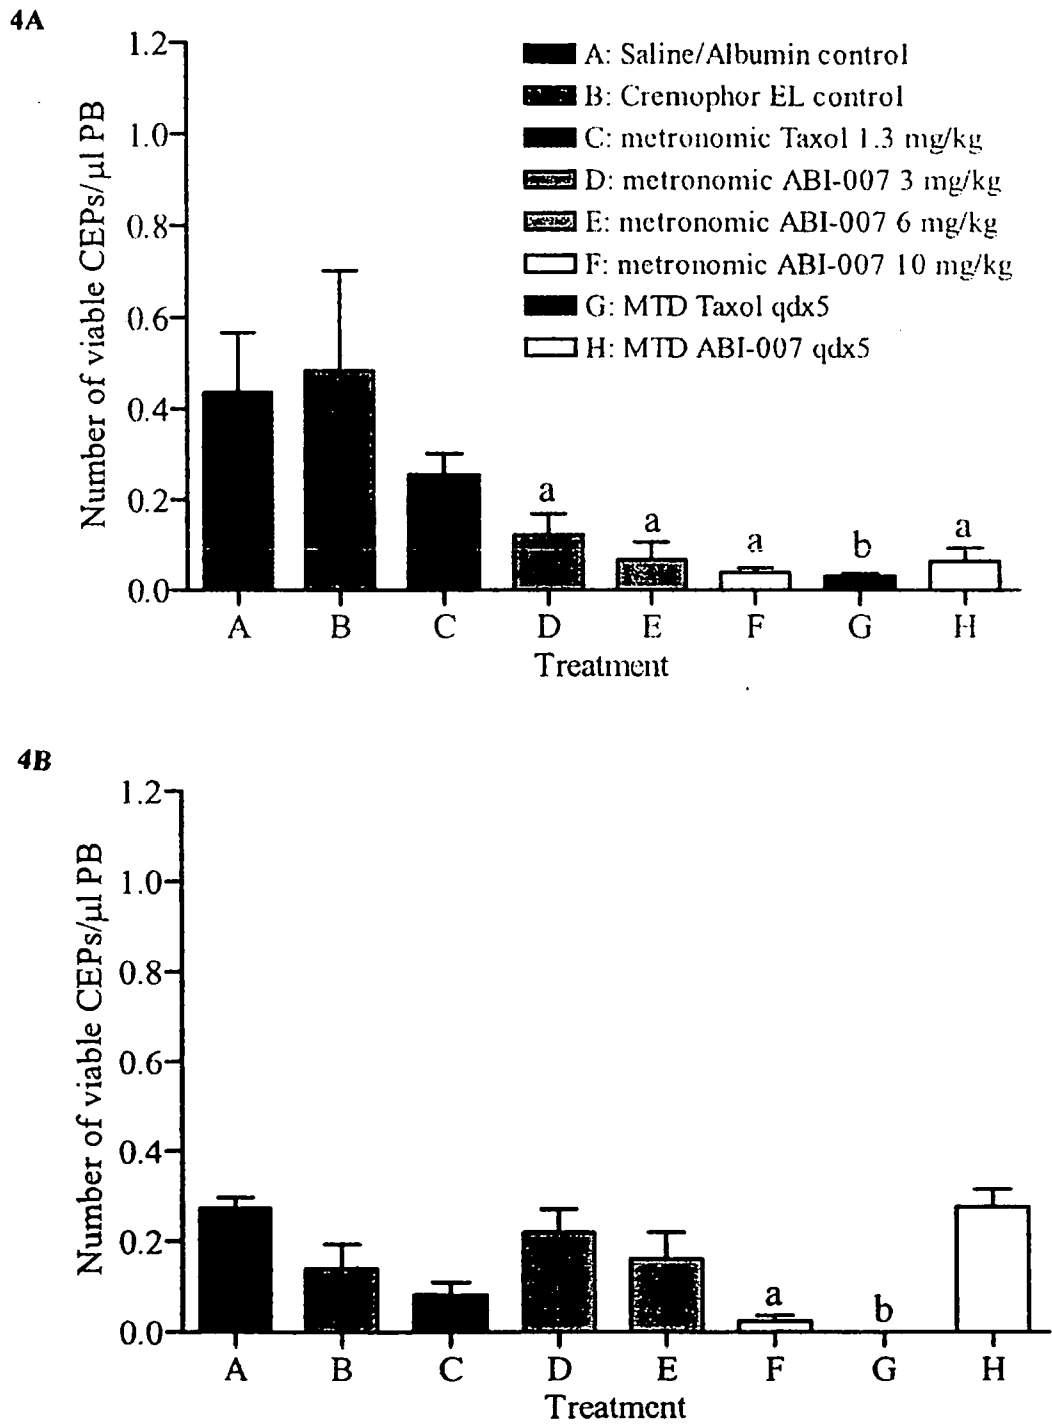 4A
1.2
1.0
0.8
0.6
0.4
0.2
0.0
Number of viable CEPs/µl PB
A: Saline/Albumin control
B: Cremophor EL control
C: metronomic Taxol 1.3 mg/kg
D: metronomic ABI-007 3 mg/kg
E: metronomic ABI-007 6 mg/kg
F: metronomic ABI-007 10 mg/kg
G: MTD Taxol qdx5
H: MTD ABI-007 qdx5
a a a b a
A B C D E F G H
Treatment
4B
1.2
1.0
0.8
0.6
0.4
0.2
0.0
Number of viable CEPs/µl PB
a b
A B C D E F G H
Treatment